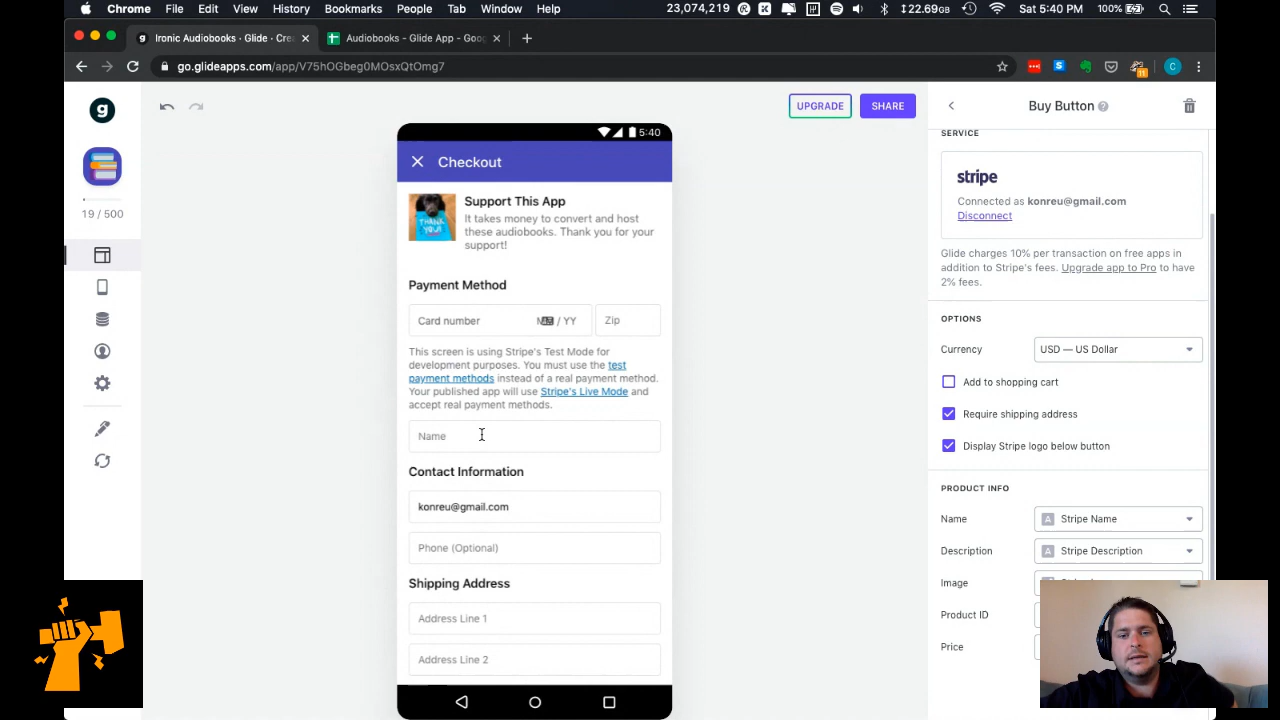 Chrome File Edit View History Bookmarks People Tab Window Help 23,074,219 22.69GB Sat 5:40 PM 100%
Ironic Audiobooks · Glide · Cre
Audiobooks - Glide App - Goo
go.glideapps.com/app/V75hOGbeg0MOsxQtOmg7
11
C
g
19 / 500
UPGRADE
SHARE
5:40
Checkout
THANK YOU!
Support This App
It takes money to convert and host
these audiobooks. Thank you for your
support!
Payment Method
Card number / YY Zip
This screen is using Stripe's Test Mode for
development purposes. You must use the test
payment methods instead of a real payment method.
Your published app will use Stripe's Live Mode and
accept real payment methods.
Name
Contact Information
konreu@gmail.com
Phone (Optional)
Shipping Address
Address Line 1
Address Line 2
Buy Button
SERVICE
stripe
Connected as konreu@gmail.com
Disconnect
Glide charges 10% per transaction on free apps in
addition to Stripe's fees. Upgrade app to Pro to have
2% fees.
OPTIONS
Currency USD — US Dollar
Add to shopping cart
Require shipping address
Display Stripe logo below button
PRODUCT INFO
Name A Stripe Name
Description A Stripe Description
Image
Product ID
Price